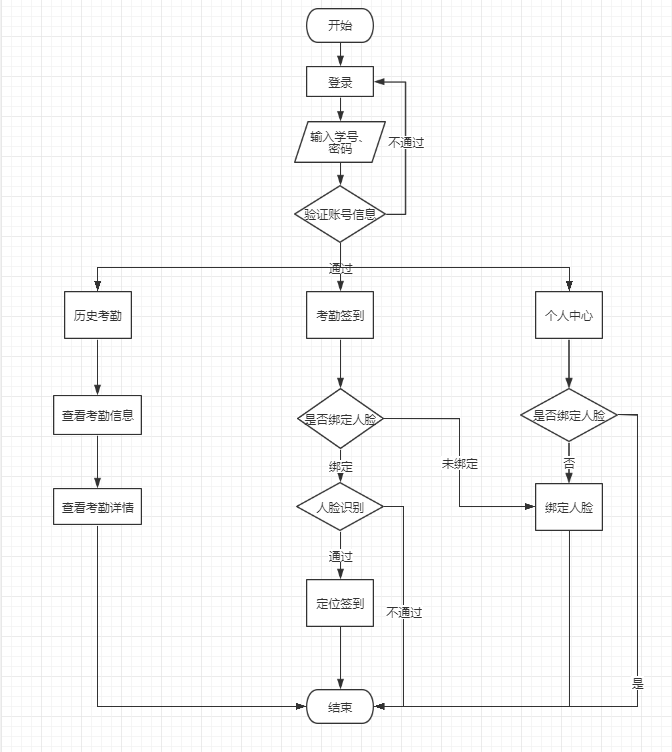 开始
登录
输入学号、
密码
不通过
验证账号信息
通过
历史考勤
考勤签到
个人中心
查看考勤信息
是否绑定人脸
是否绑定人脸
绑定
未绑定
否
查看考勤详情
人脸识别
绑定人脸
通过
定位签到
不通过
是
结束